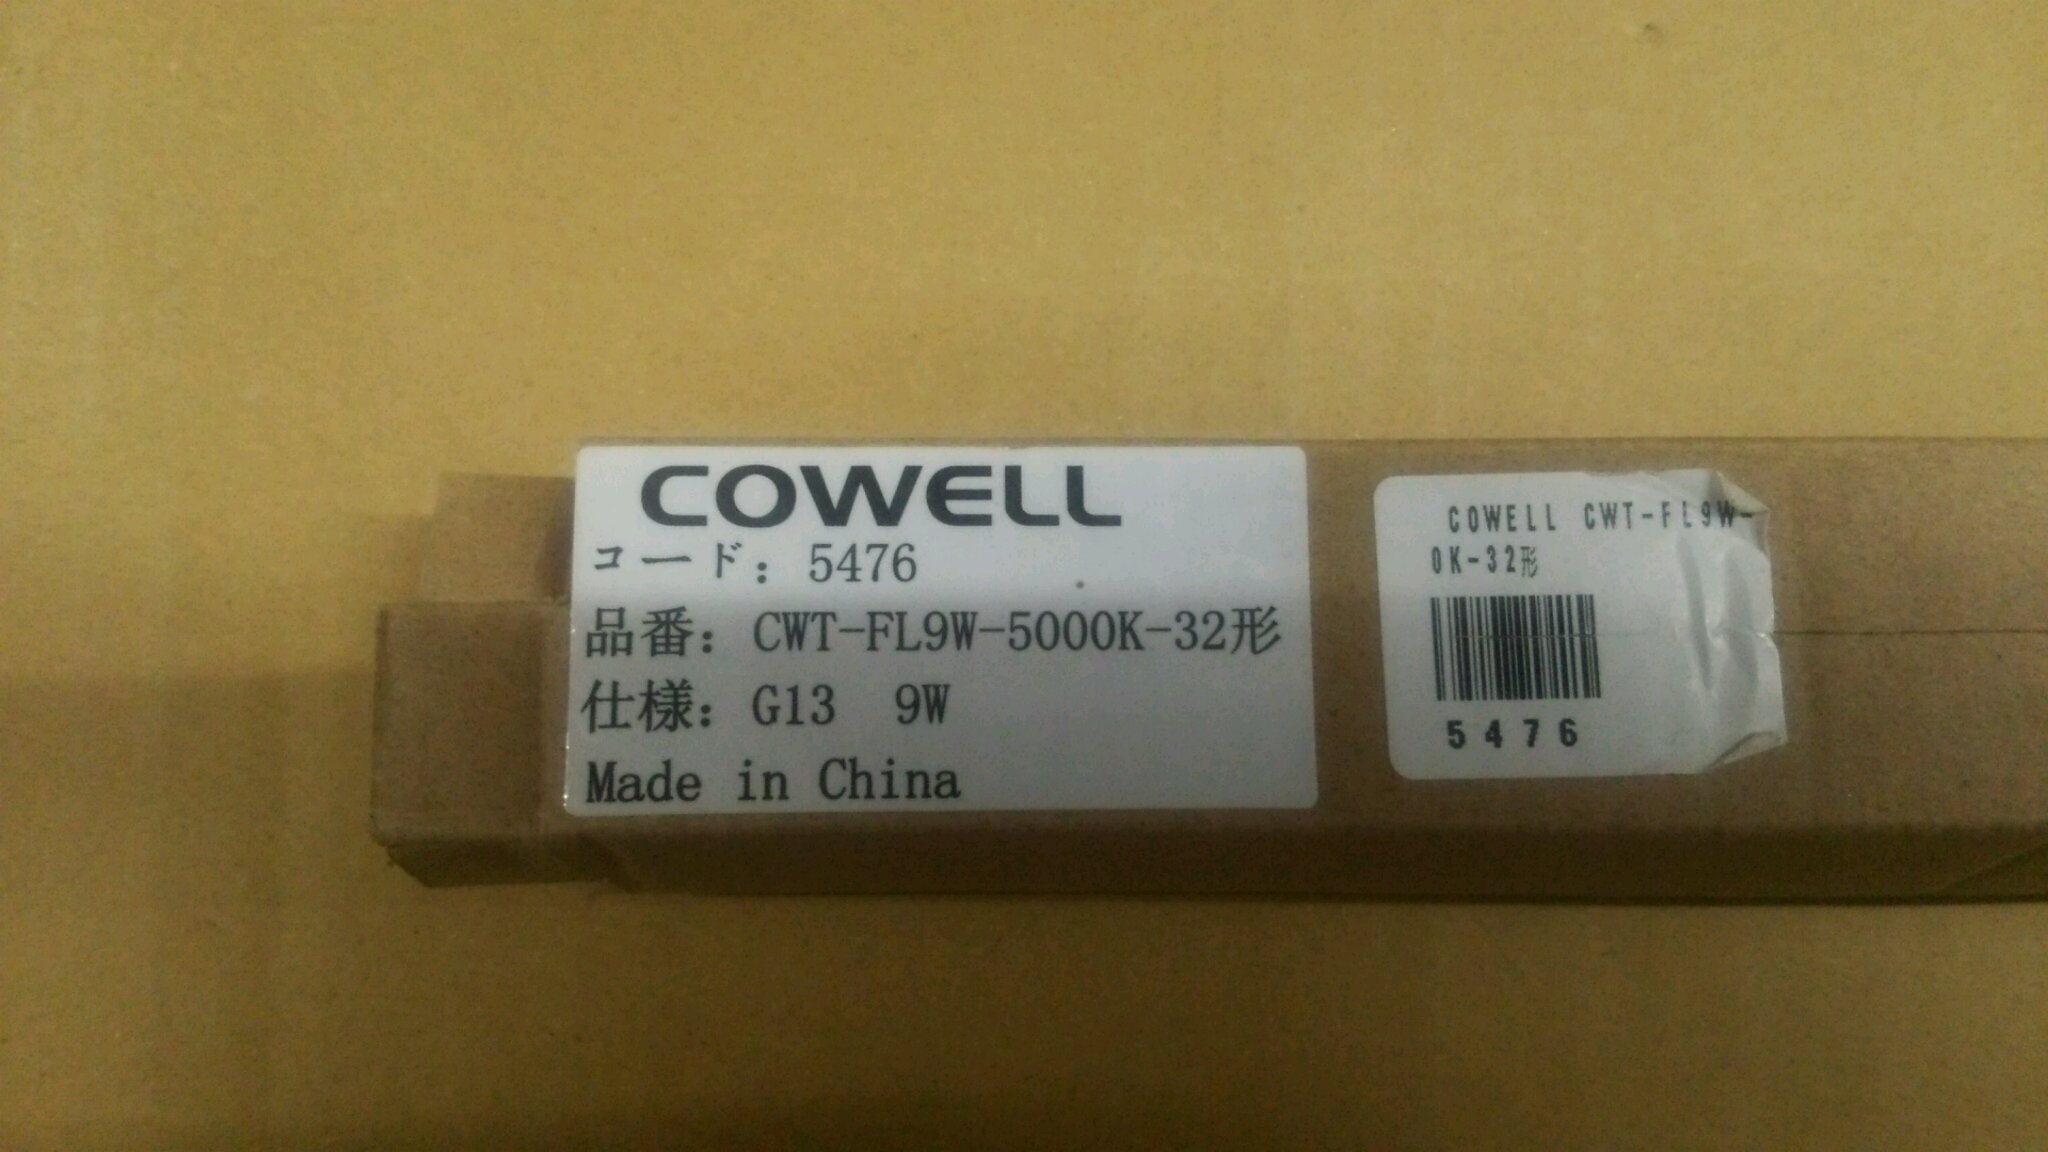 COWELL
コード: 5476
品番: CWT-FL9W-5000K-32形
仕様: G13 9W
Made in China
COWELL CWT-FL9W-
0K-32形
5476